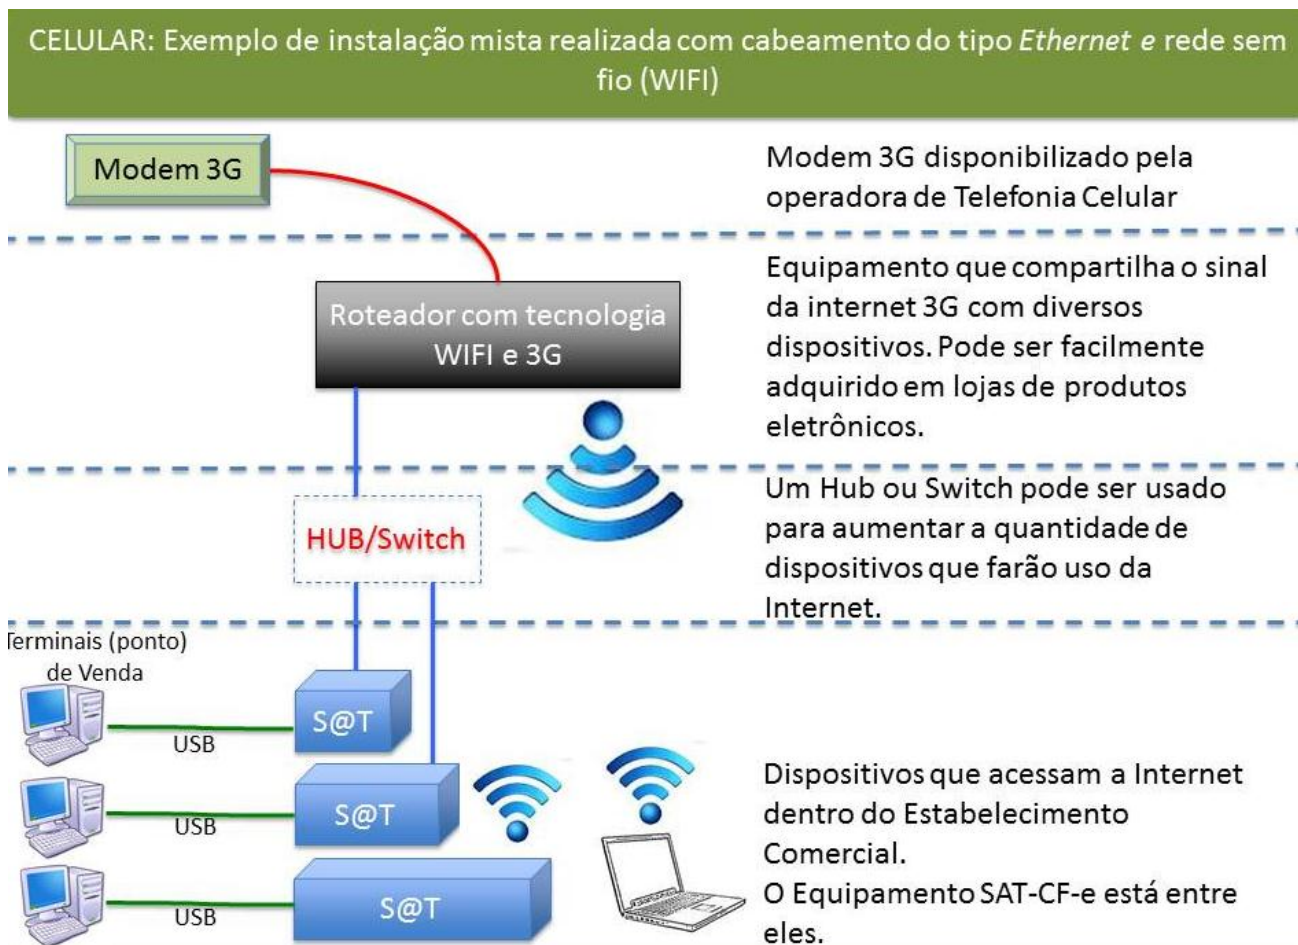 CELULAR: Exemplo de instalação mista realizada com cabeamento do tipo Ethernet e rede sem
fio (WIFI)
Modem 3G
Modem 3G disponibilizado pela
operadora de Telefonia Celular
Roteador com tecnologia
WIFI e 3G
Equipamento que compartilha o sinal
da internet 3G com diversos
dispositivos. Pode ser facilmente
adquirido em lojas de produtos
eletrônicos.
HUB/Switch
Um Hub ou Switch pode ser usado
para aumentar a quantidade de
dispositivos que farão uso da
Internet.
Terminais (ponto)
de Venda
S@T
USB
S@T
USB
S@T
USB
Dispositivos que acessam a Internet
dentro do Estabelecimento
Comercial.
O Equipamento SAT-CF-e está entre
eles.